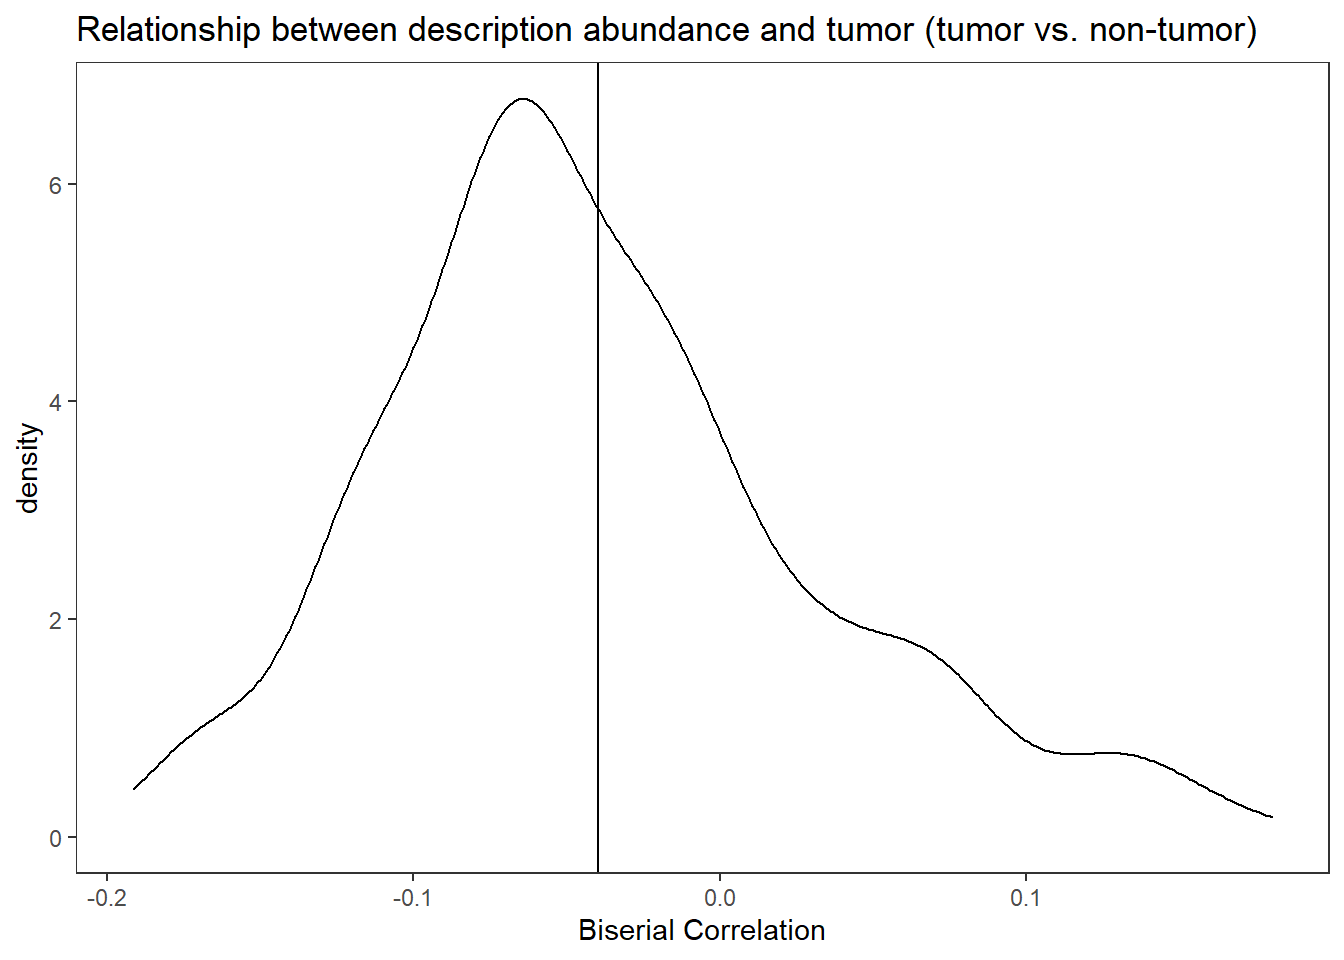 Relationship between description abundance and tumor (tumor vs. non-tumor)
6
4
2
0
density
-0.2
-0.1
0.0
0.1
Biserial Correlation